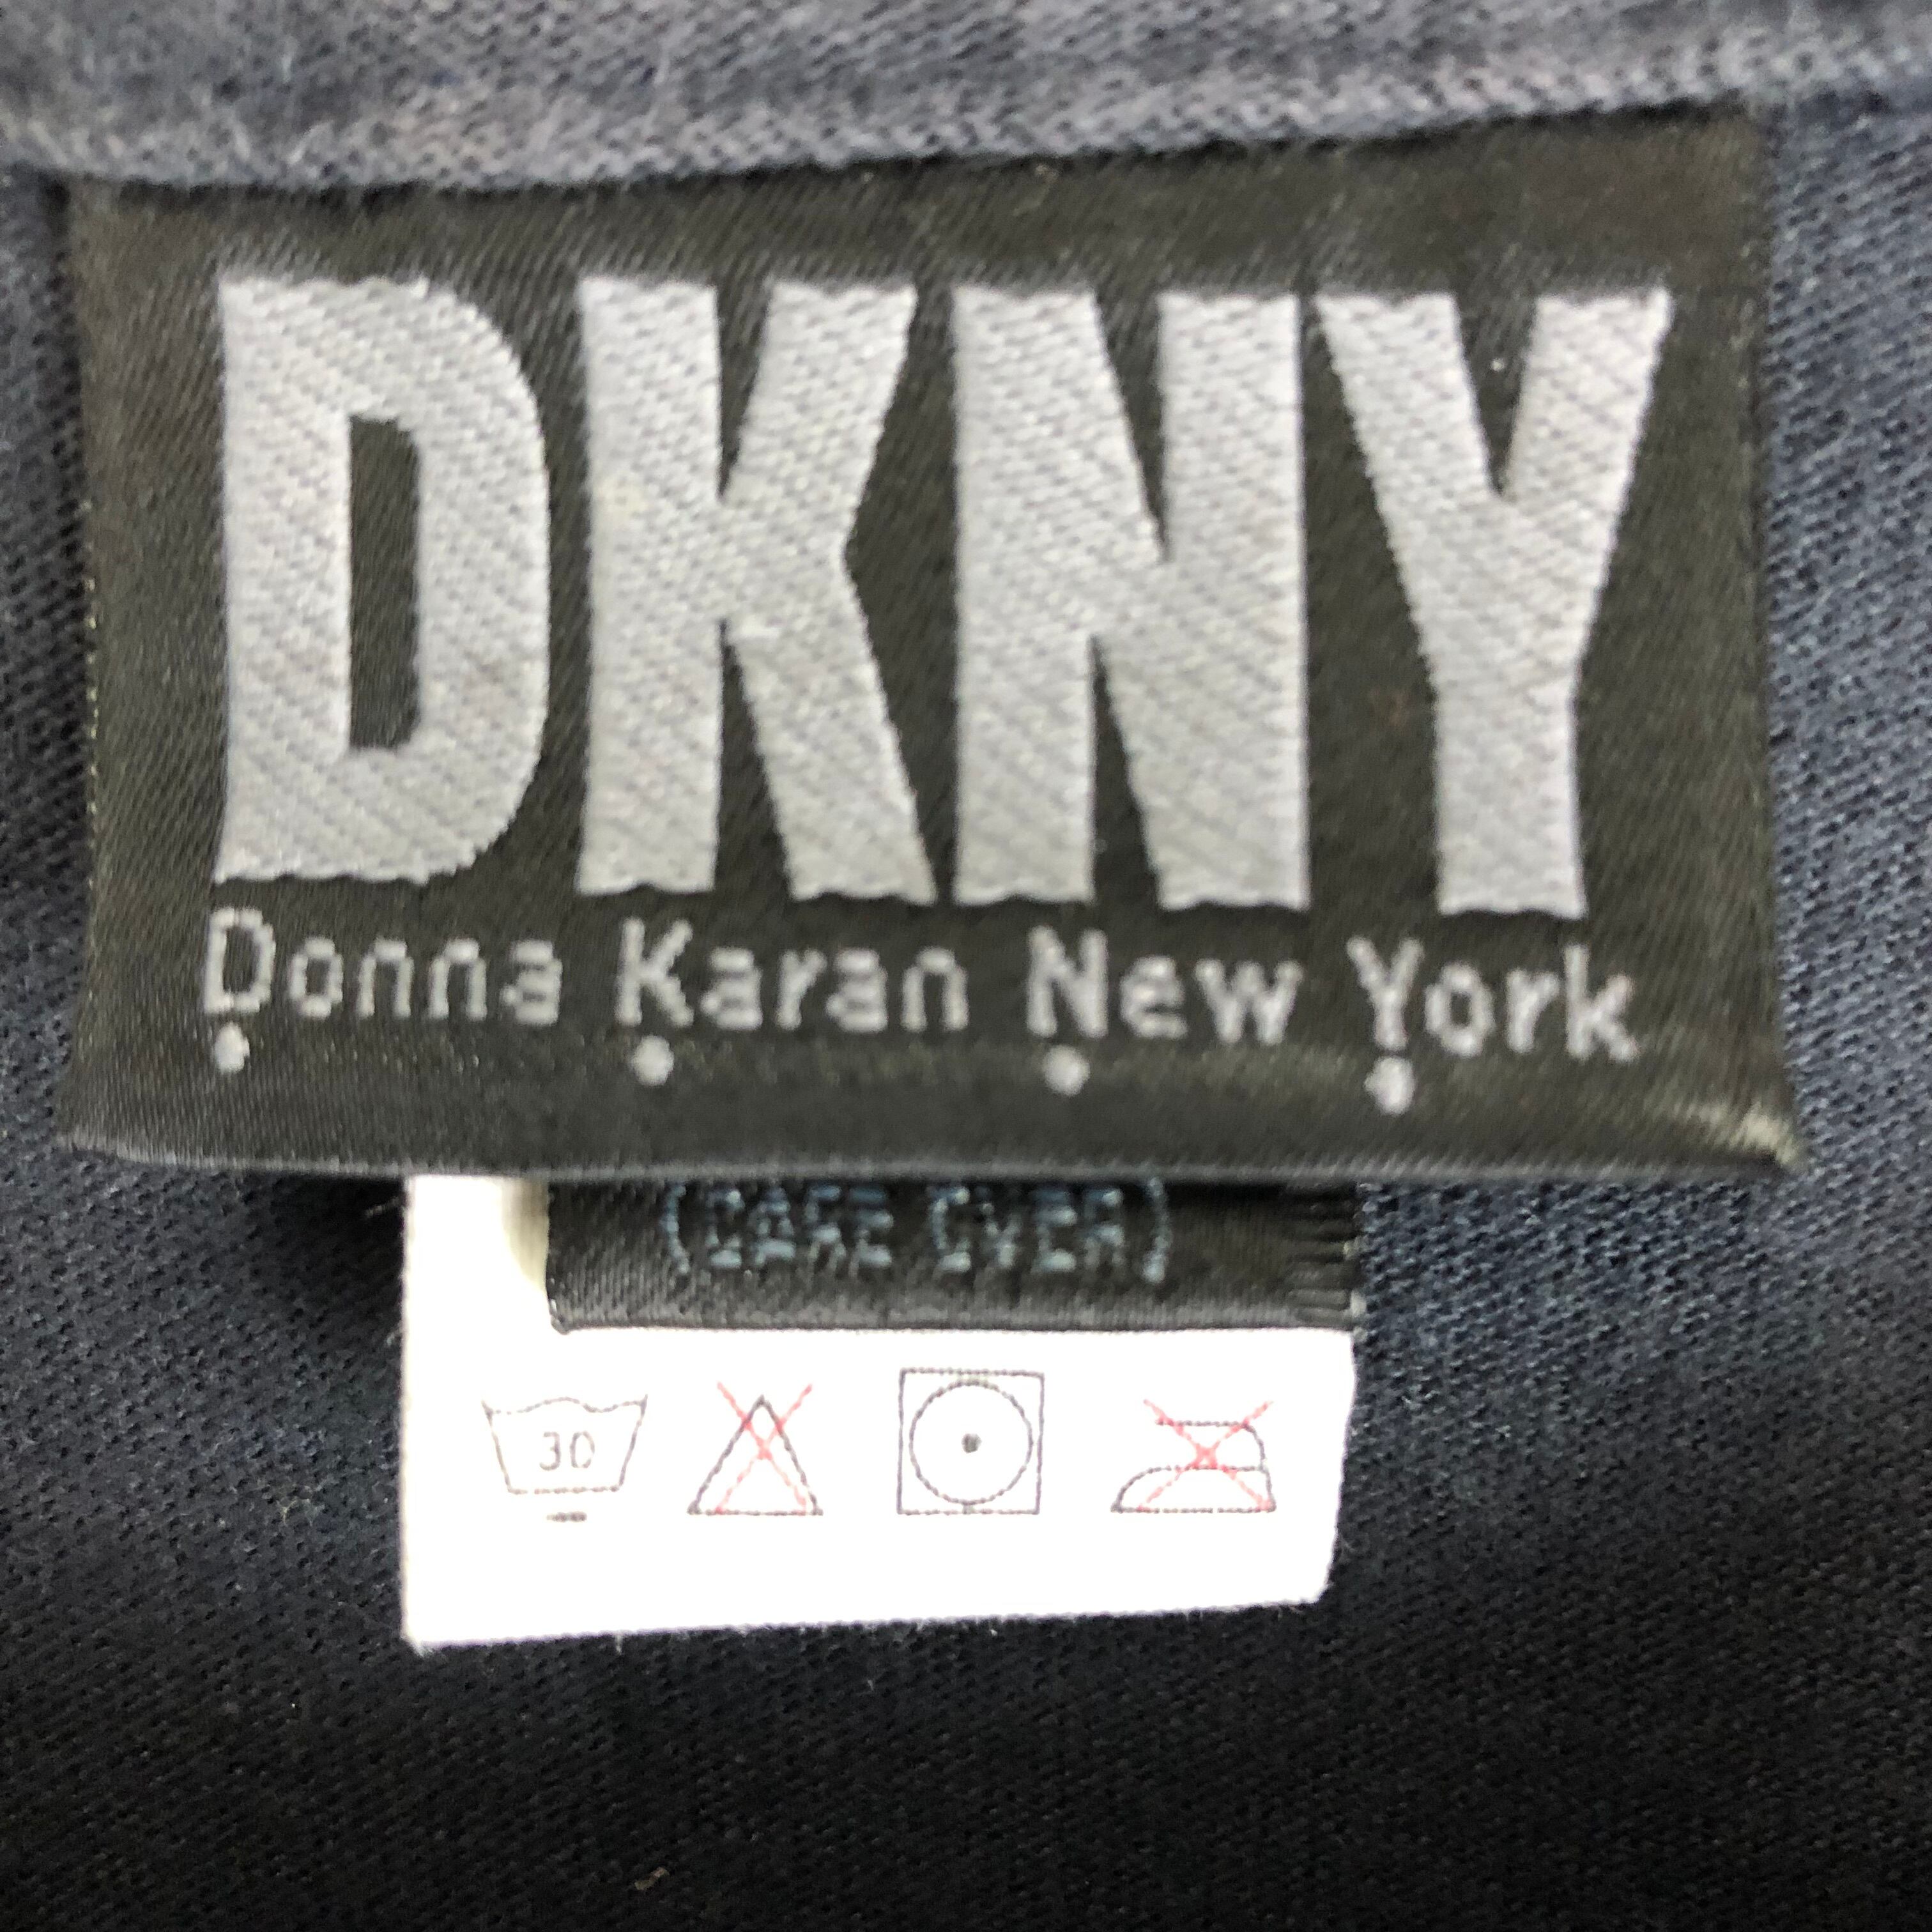 DKNY
Donna Karan New York
(CARE OVER)
30